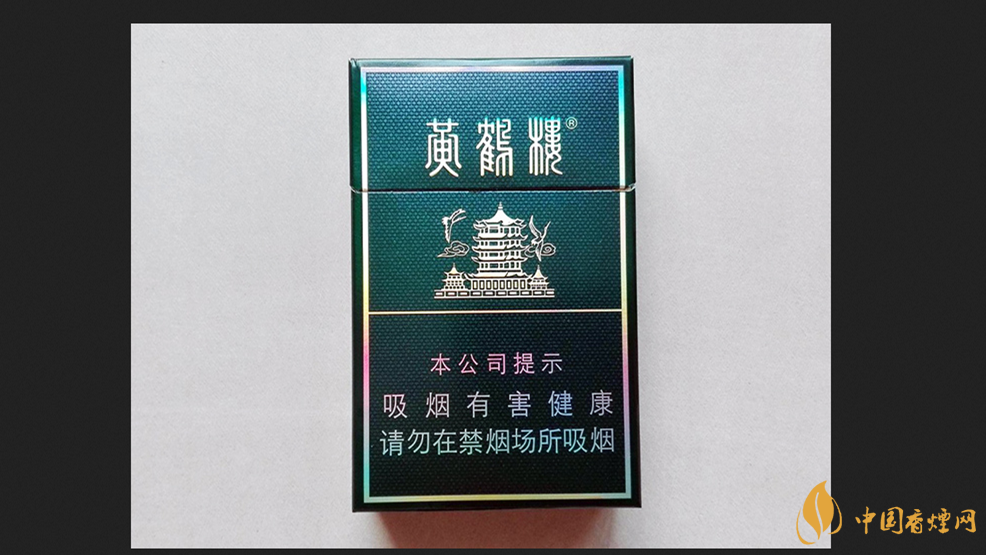 黄鹤楼®
本公司提示
吸烟有害健康
请勿在禁烟场所吸烟
中国香煙网